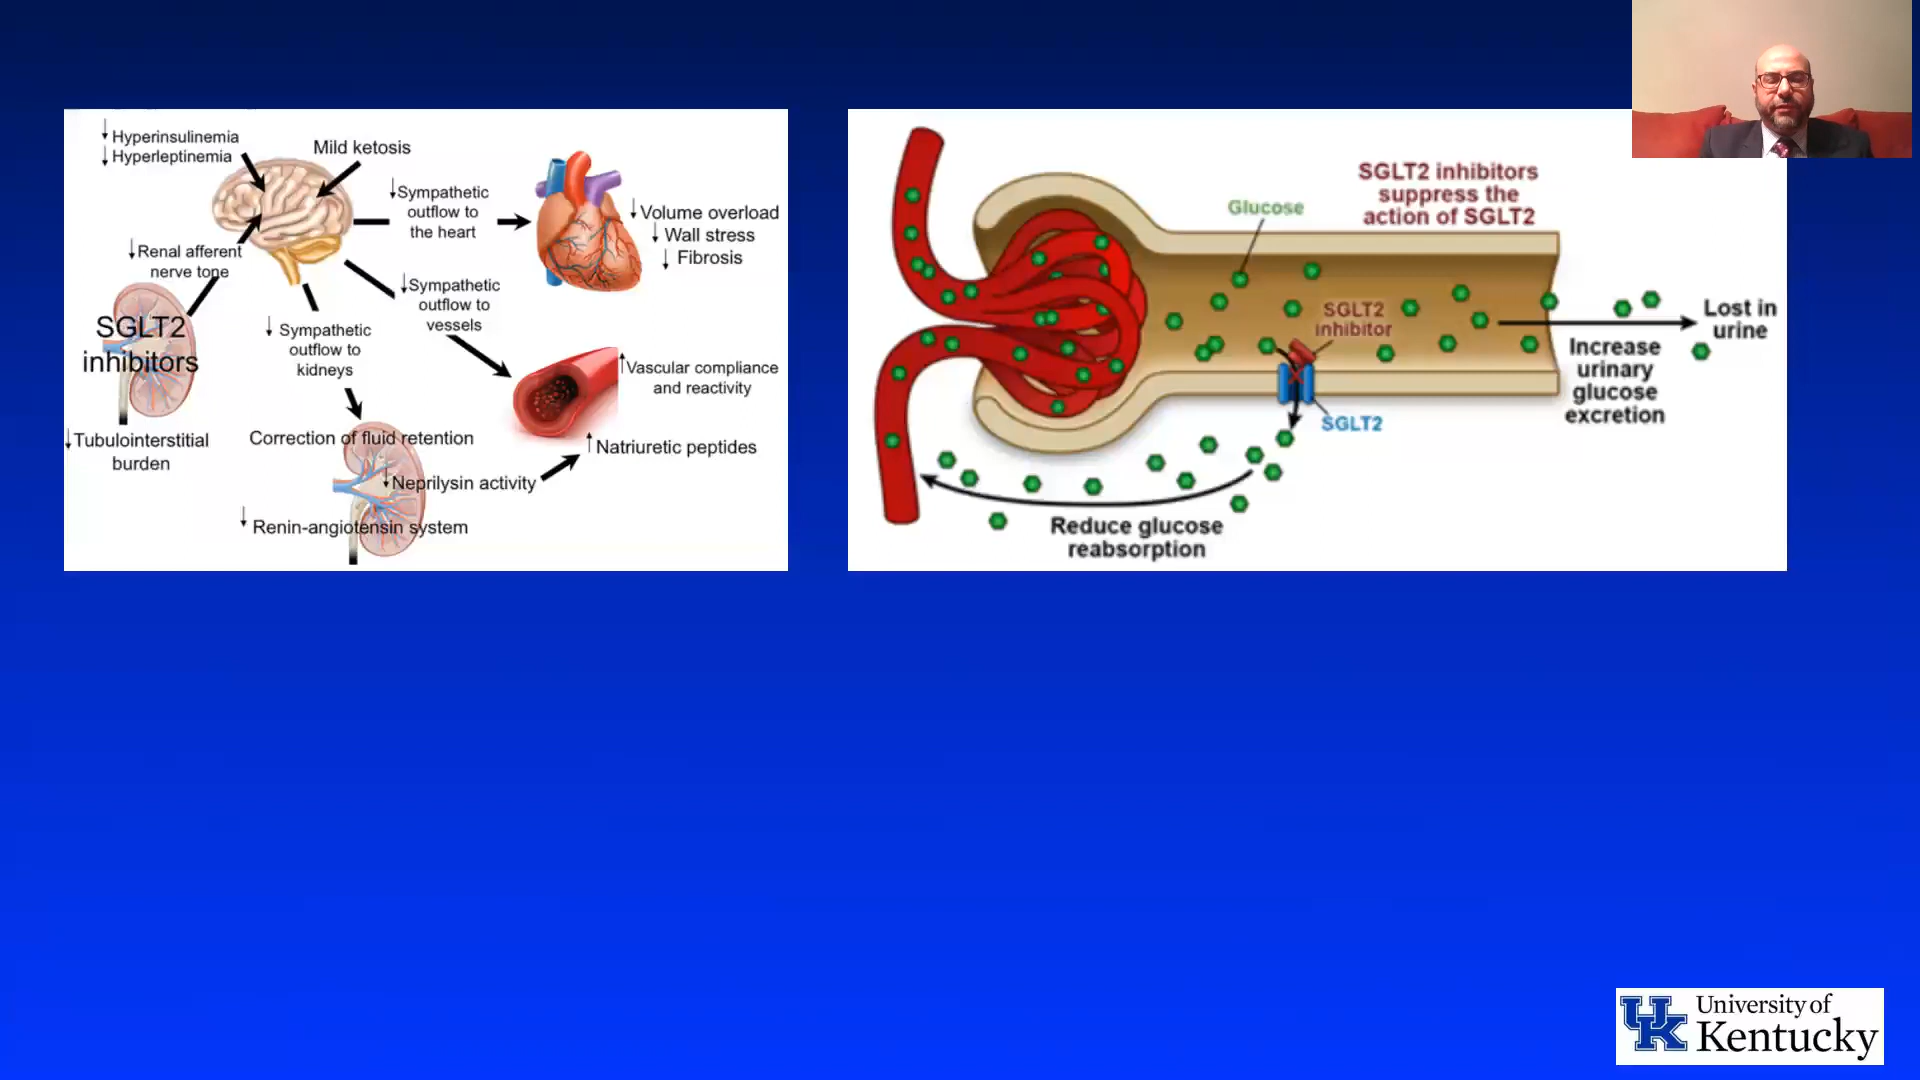 ↓ Hyperinsulinemia
↓ Hyperleptinemia
Mild ketosis
↓ Sympathetic
outflow to
the heart
↓ Volume overload
↓ Wall stress
↓ Fibrosis
↓ Renal afferent
nerve tone
↓ Sympathetic
outflow to
vessels
SGLT2
inhibitors
↓ Sympathetic
outflow to
kidneys
↑ Vascular compliance
and reactivity
↓ Tubulointerstitial
burden
Correction of fluid retention
↑ Natriuretic peptides
↓ Neprilysin activity
↓ Renin-angiotensin system
SGLT2 inhibitors
suppress the
action of SGLT2
Glucose
SGLT2
inhibitor
Lost in
urine
Increase
urinary
glucose
excretion
SGLT2
Reduce glucose
reabsorption
UK
University of
Kentucky